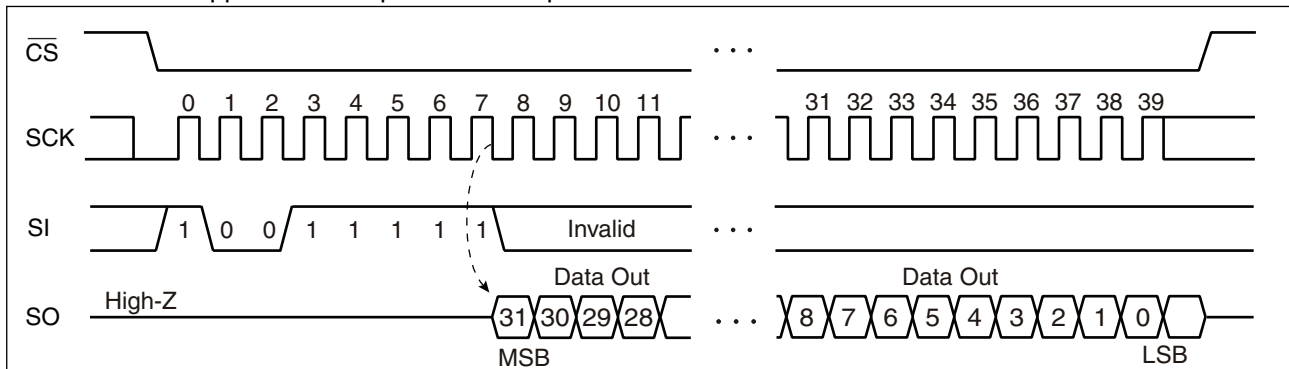 CS
0 1 2 3 4 5 6 7 8 9 10 11 31 32 33 34 35 36 37 38 39
SCK
SI 1 0 0 1 1 1 1 1 Invalid
Data Out Data Out
High-Z
SO 31 30 29 28 8 7 6 5 4 3 2 1 0
MSB LSB